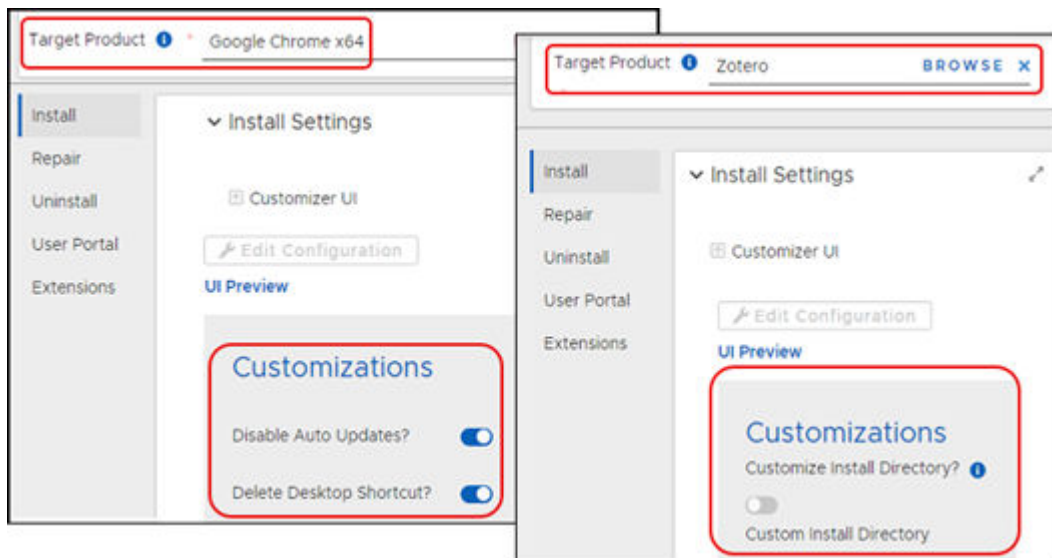 Target Product * Google Chrome x64
Install
Repair
Uninstall
User Portal
Extensions
Install Settings
Customizer UI
Edit Configuration
UI Preview
Customizations
Disable Auto Updates?
Delete Desktop Shortcut?
Target Product Zotero BROWSE X
Install
Repair
Uninstall
User Portal
Extensions
Install Settings
Customizer UI
Edit Configuration
UI Preview
Customizations
Customize Install Directory?
Custom Install Directory